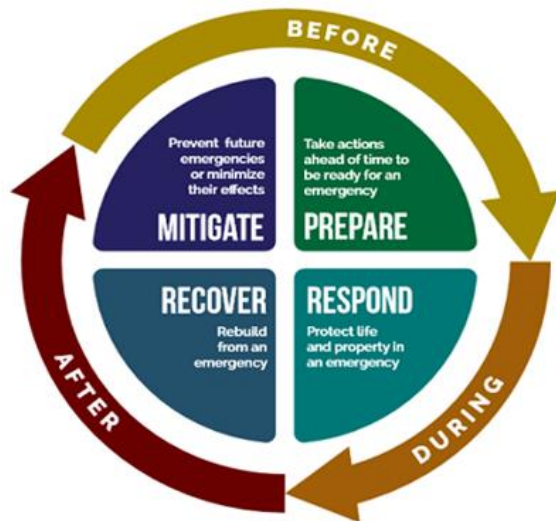 BEFORE
Prevent future
emergencies
or minimize
their effects
MITIGATE
Take actions
ahead of time to
be ready for an
emergency
PREPARE
RECOVER
Rebuild
from an
emergency
RESPOND
Protect life
and property in
an emergency
AFTER
DURING